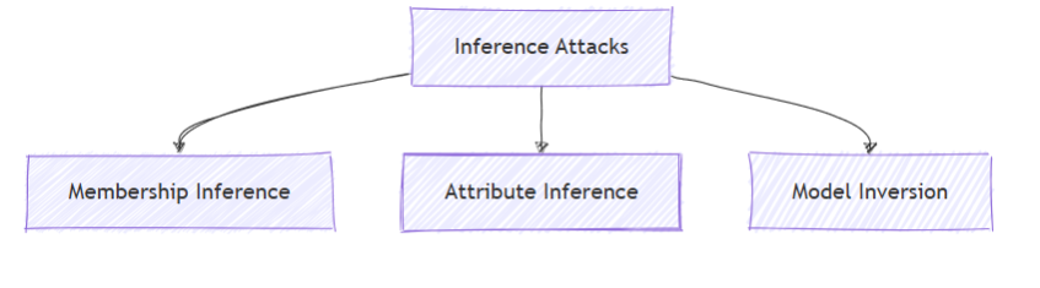 Inference Attacks
Membership Inference
Attribute Inference
Model Inversion